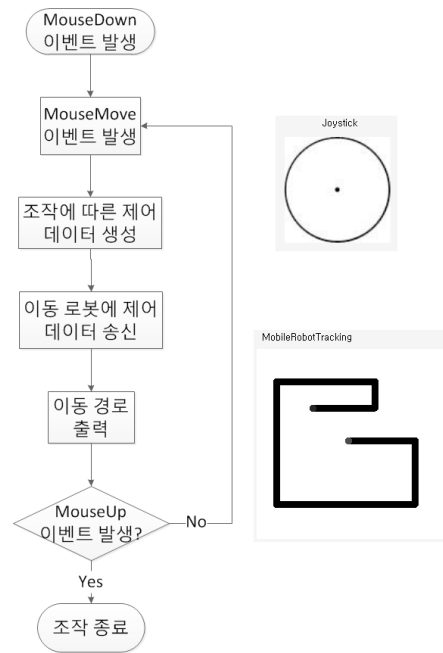 MouseDown
이벤트 발생
MouseMove
이벤트 발생
조작에 따른 제어
데이터 생성
이동 로봇에 제어
데이터 송신
이동 경로
출력
MouseUp
이벤트 발생?
No
Yes
조작 종료
Joystick
MobileRobotTracking